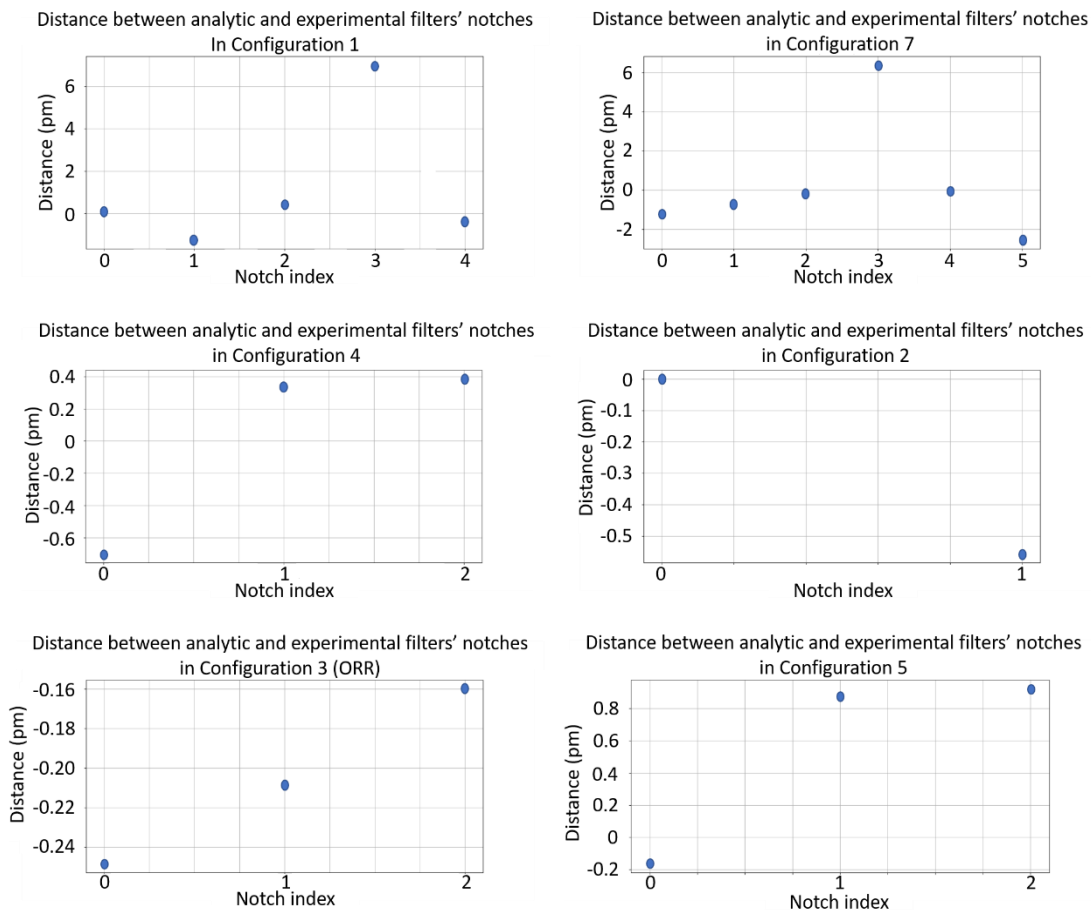 Distance between analytic and experimental filters’ notches
In Configuration 1
Distance (pm)
6
4
2
0
0 1 2 3 4
Notch index
Distance between analytic and experimental filters’ notches
in Configuration 7
Distance (pm)
6
4
2
0
-2
0 1 2 3 4 5
Notch index
Distance between analytic and experimental filters’ notches
in Configuration 4
Distance (pm)
0.4
0.2
0
-0.2
-0.4
-0.6
0 1 2
Notch index
Distance between analytic and experimental filters’ notches
in Configuration 2
Distance (pm)
0
-0.1
-0.2
-0.3
-0.4
-0.5
0 1
Notch index
Distance between analytic and experimental filters’ notches
in Configuration 3 (ORR)
Distance (pm)
-0.16
-0.18
-0.20
-0.22
-0.24
0 1 2
Notch index
Distance between analytic and experimental filters’ notches
in Configuration 5
Distance (pm)
0.8
0.6
0.4
0.2
0
-0.2
0 1 2
Notch index